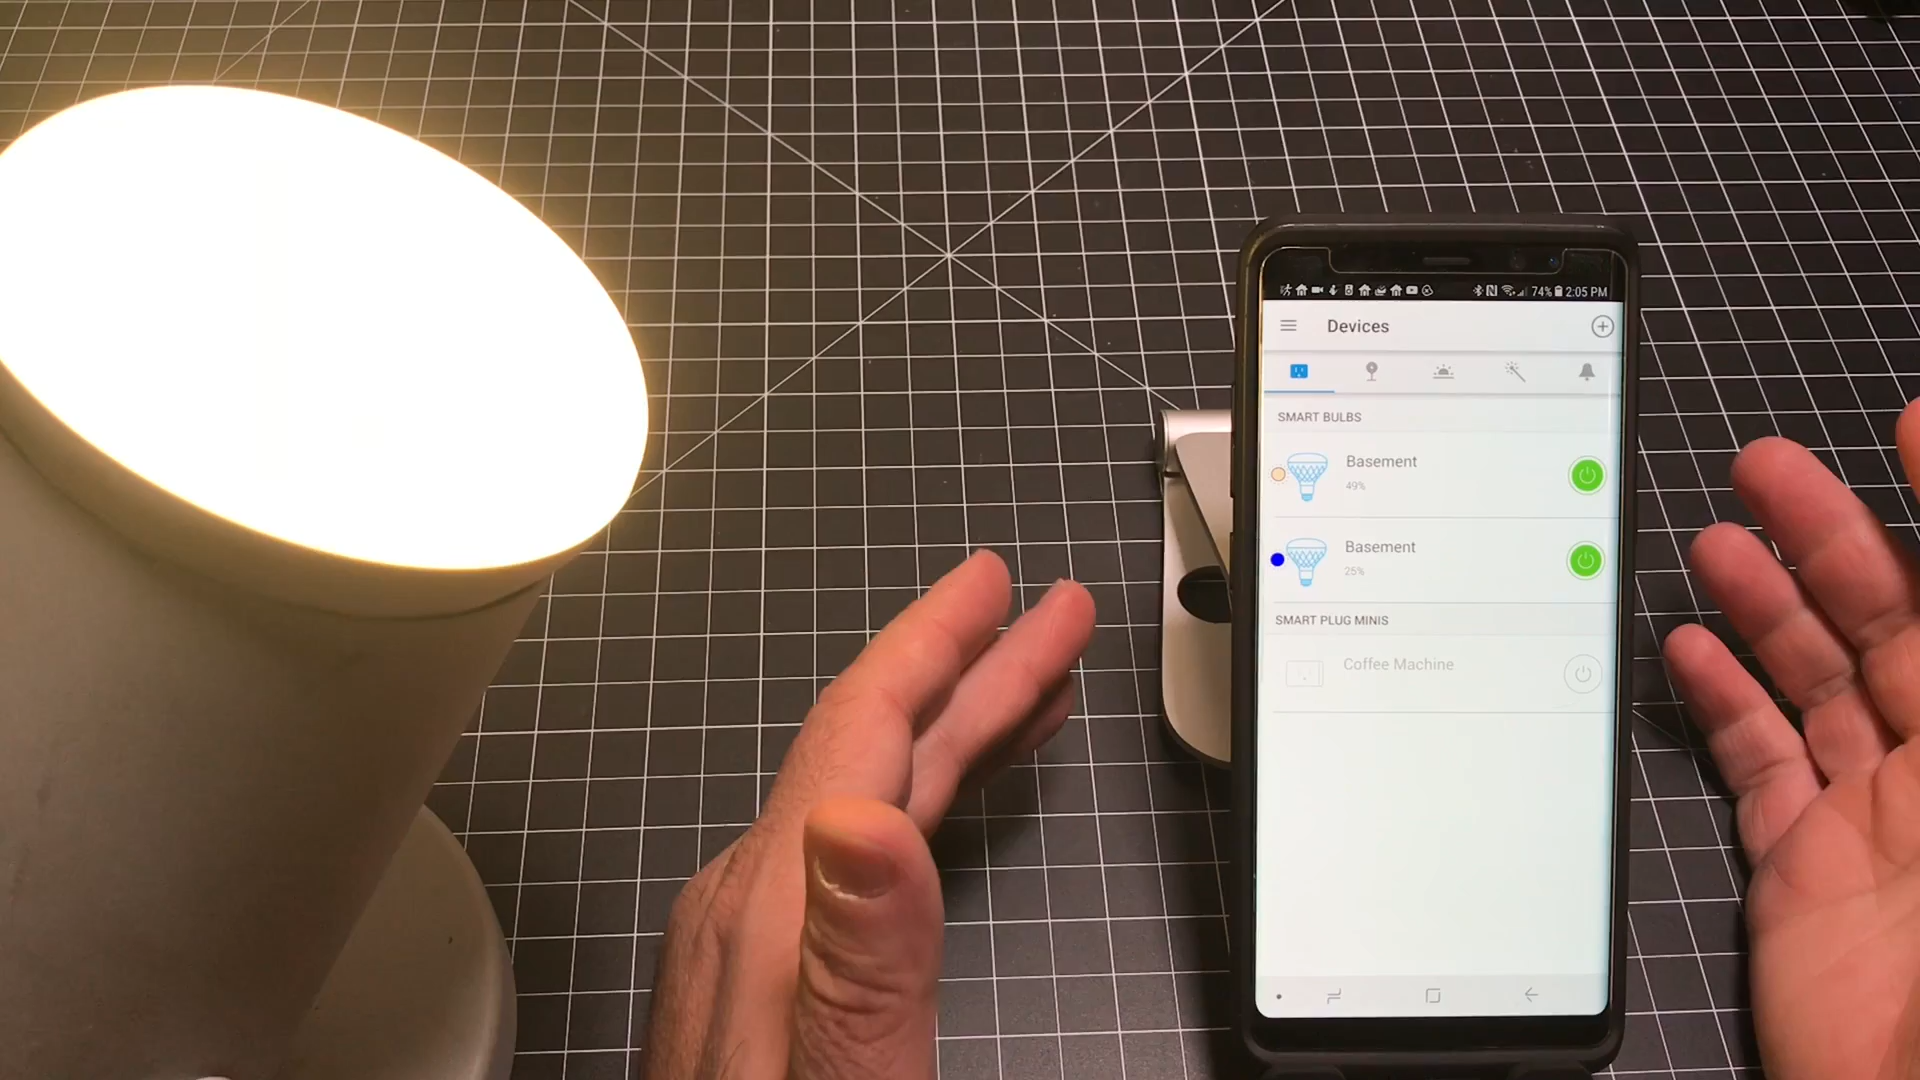 74% 2:05 PM
Devices
SMART BULBS
Basement
49%
Basement
25%
SMART PLUG MINIS
Coffee Machine